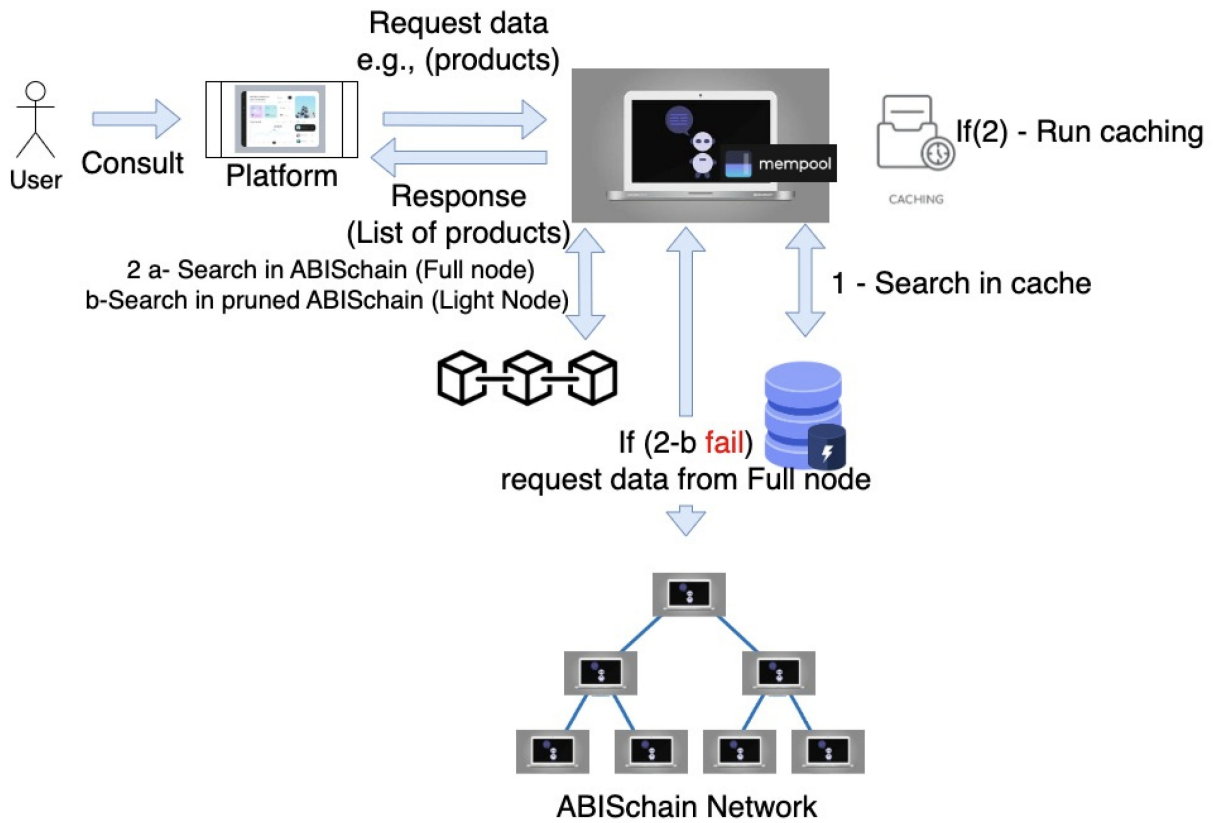 Request data
e.g., (products)
User
Consult
Platform
mempool
If(2) - Run caching
CACHING
Response
(List of products)
2 a- Search in ABISchain (Full node)
b-Search in pruned ABISchain (Light Node)
1 - Search in cache
If (2-b fail)
request data from Full node
ABISchain Network